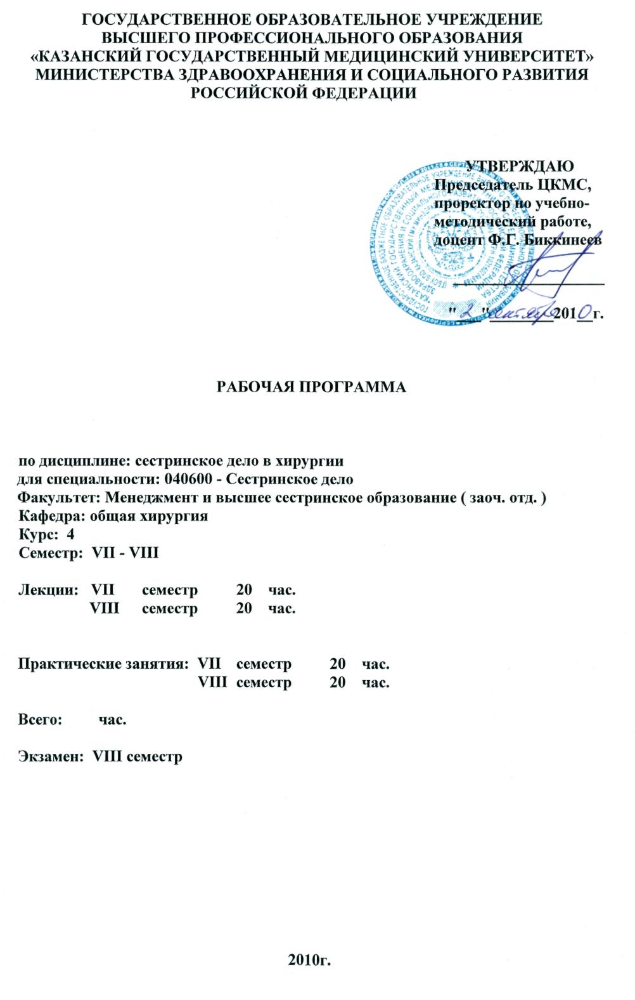 ГОСУДАРСТВЕННОЕ ОБРАЗОВАТЕЛЬНОЕ УЧРЕЖДЕНИЕ
ВЫСШЕГО ПРОФЕССИОНАЛЬНОГО ОБРАЗОВАНИЯ
«КАЗАНСКИЙ ГОСУДАРСТВЕННЫЙ МЕДИЦИНСКИЙ УНИВЕРСИТЕТ»
МИНИСТЕРСТВА ЗДРАВООХРАНЕНИЯ И СОЦИАЛЬНОГО РАЗВИТИЯ
РОССИЙСКОЙ ФЕДЕРАЦИИ
УТВЕРЖДАЮ
Председатель ЦКМС,
проректор по учебно-
методический работе,
доцент Ф.Г. Биккинеев
"2" сентября 2010г.
РАБОЧАЯ ПРОГРАММА
по дисциплине: сестринское дело в хирургии
для специальности: 040600 - Сестринское дело
Факультет: Менеджмент и высшее сестринское образование ( заоч. отд. )
Кафедра: общая хирургия
Курс: 4
Семестр: VII - VIII
Лекции: VII семестр 20 час.
VIII семестр 20 час.
Практические занятия: VII семестр 20 час.
VIII семестр 20 час.
Всего: час.
Экзамен: VIII семестр
2010г.